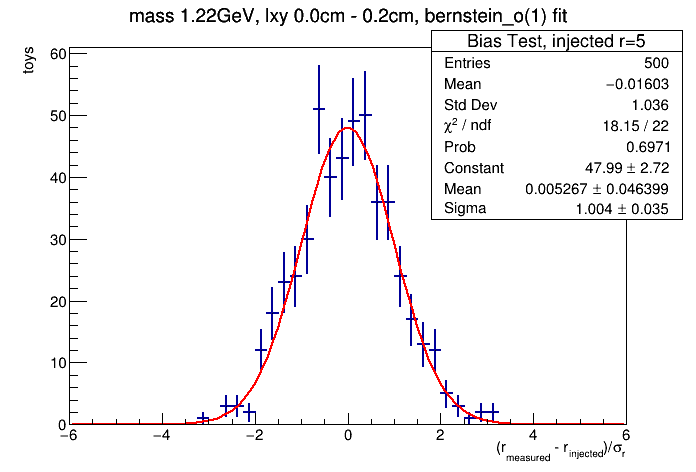 mass 1.22GeV, lxy 0.0cm - 0.2cm, bernstein_o(1) fit
toys
Bias Test, injected r=5
Entries 500
Mean −0.01603
Std Dev 1.036
χ² / ndf 18.15 / 22
Prob 0.6971
Constant 47.99 ± 2.72
Mean 0.005267 ± 0.046399
Sigma 1.004 ± 0.035
60
50
40
30
20
10
0
−6 −4 −2 0 2 4 6
(r_measured - r_injected)/σ_r